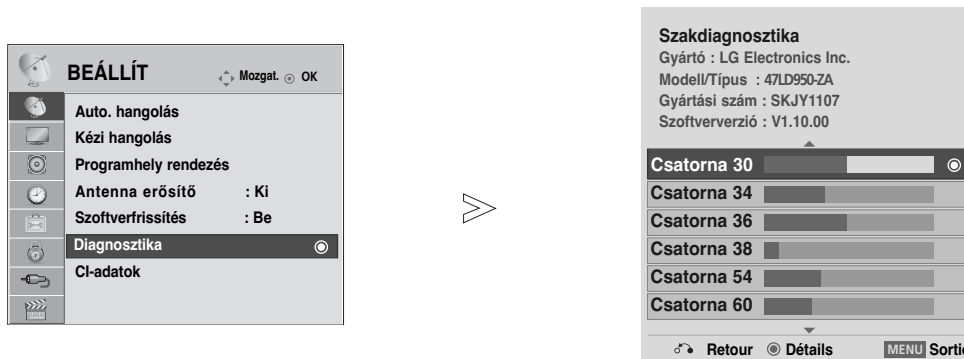 BEÁLLÍT
Mozgat. OK
Auto. hangolás
Kézi hangolás
Programhely rendezés
Antenna erősítő : Ki
Szoftverfrissítés : Be
Diagnosztika
CI-adatok
Szakdiagnosztika
Gyártó : LG Electronics Inc.
Modell/Típus : 47LD950-ZA
Gyártási szám : SKJY1107
Szoftververzió : V1.10.00
Csatorna 30
Csatorna 34
Csatorna 36
Csatorna 38
Csatorna 54
Csatorna 60
Retour Détails MENU Sortie